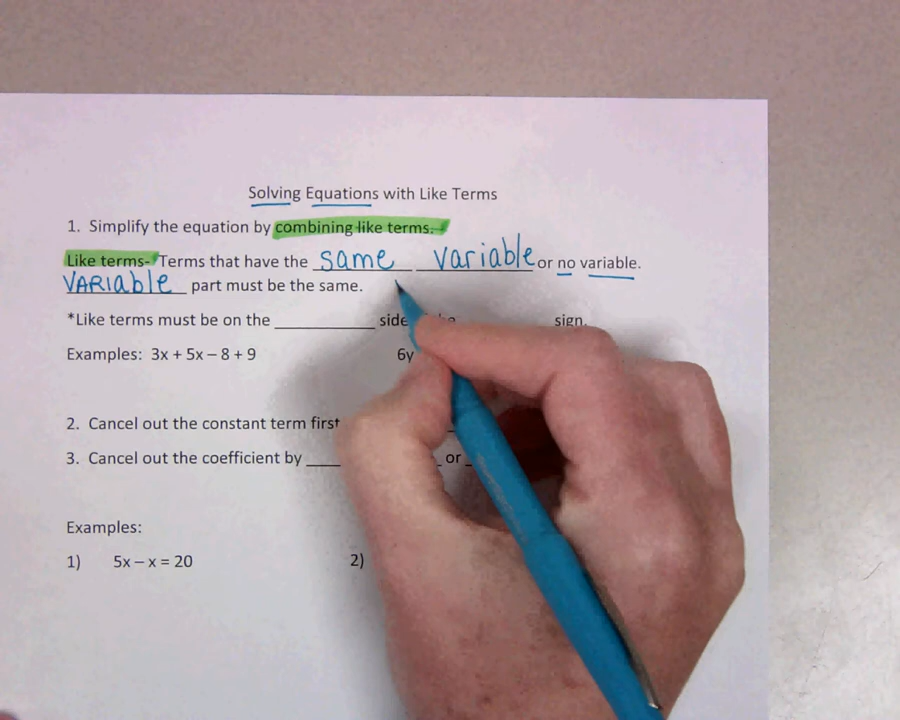 Solving Equations with Like Terms
1. Simplify the equation by combining like terms.
Like terms- Terms that have the same variable or no variable.
VARIable part must be the same.
*Like terms must be on the __________ side sign.
Examples: 3x + 5x – 8 + 9 6y
2. Cancel out the constant term first
3. Cancel out the coefficient by ____ _ or _
Examples:
1) 5x – x = 20 2)